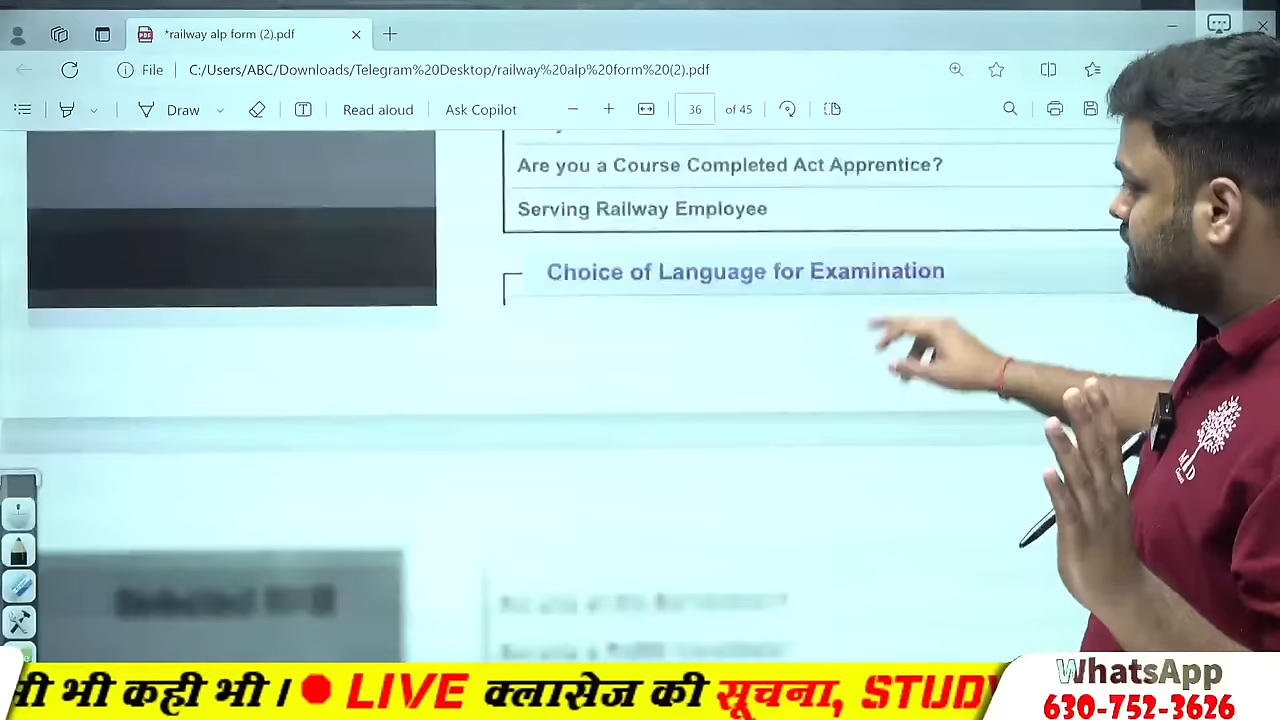 *railway alp form (2).pdf
File C:/Users/ABC/Downloads/Telegram%20Desktop/railway%20alp%20form%20(2).pdf
Draw Read aloud Ask Copilot 36 of 45
Are you a Course Completed Act Apprentice?
Serving Railway Employee
Choice of Language for Examination
भी कही भी । LIVE क्लासेज की सूचना, STUDY
WhatsApp
630-752-3626